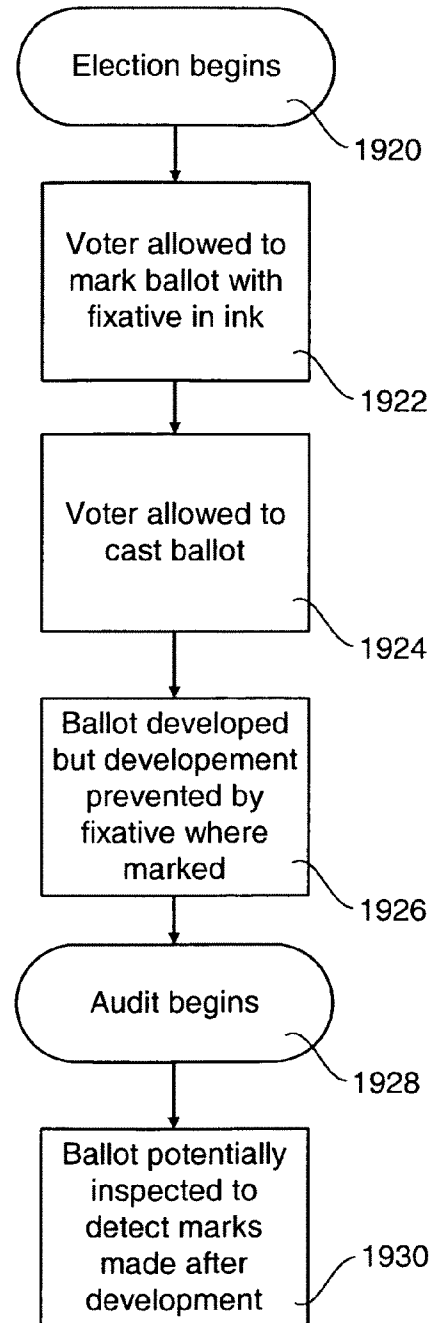 Election begins
1920
Voter allowed to
mark ballot with
fixative in ink
1922
Voter allowed to
cast ballot
1924
Ballot developed
but developement
prevented by
fixative where
marked
1926
Audit begins
1928
Ballot potentially
inspected to
detect marks
made after
development
1930